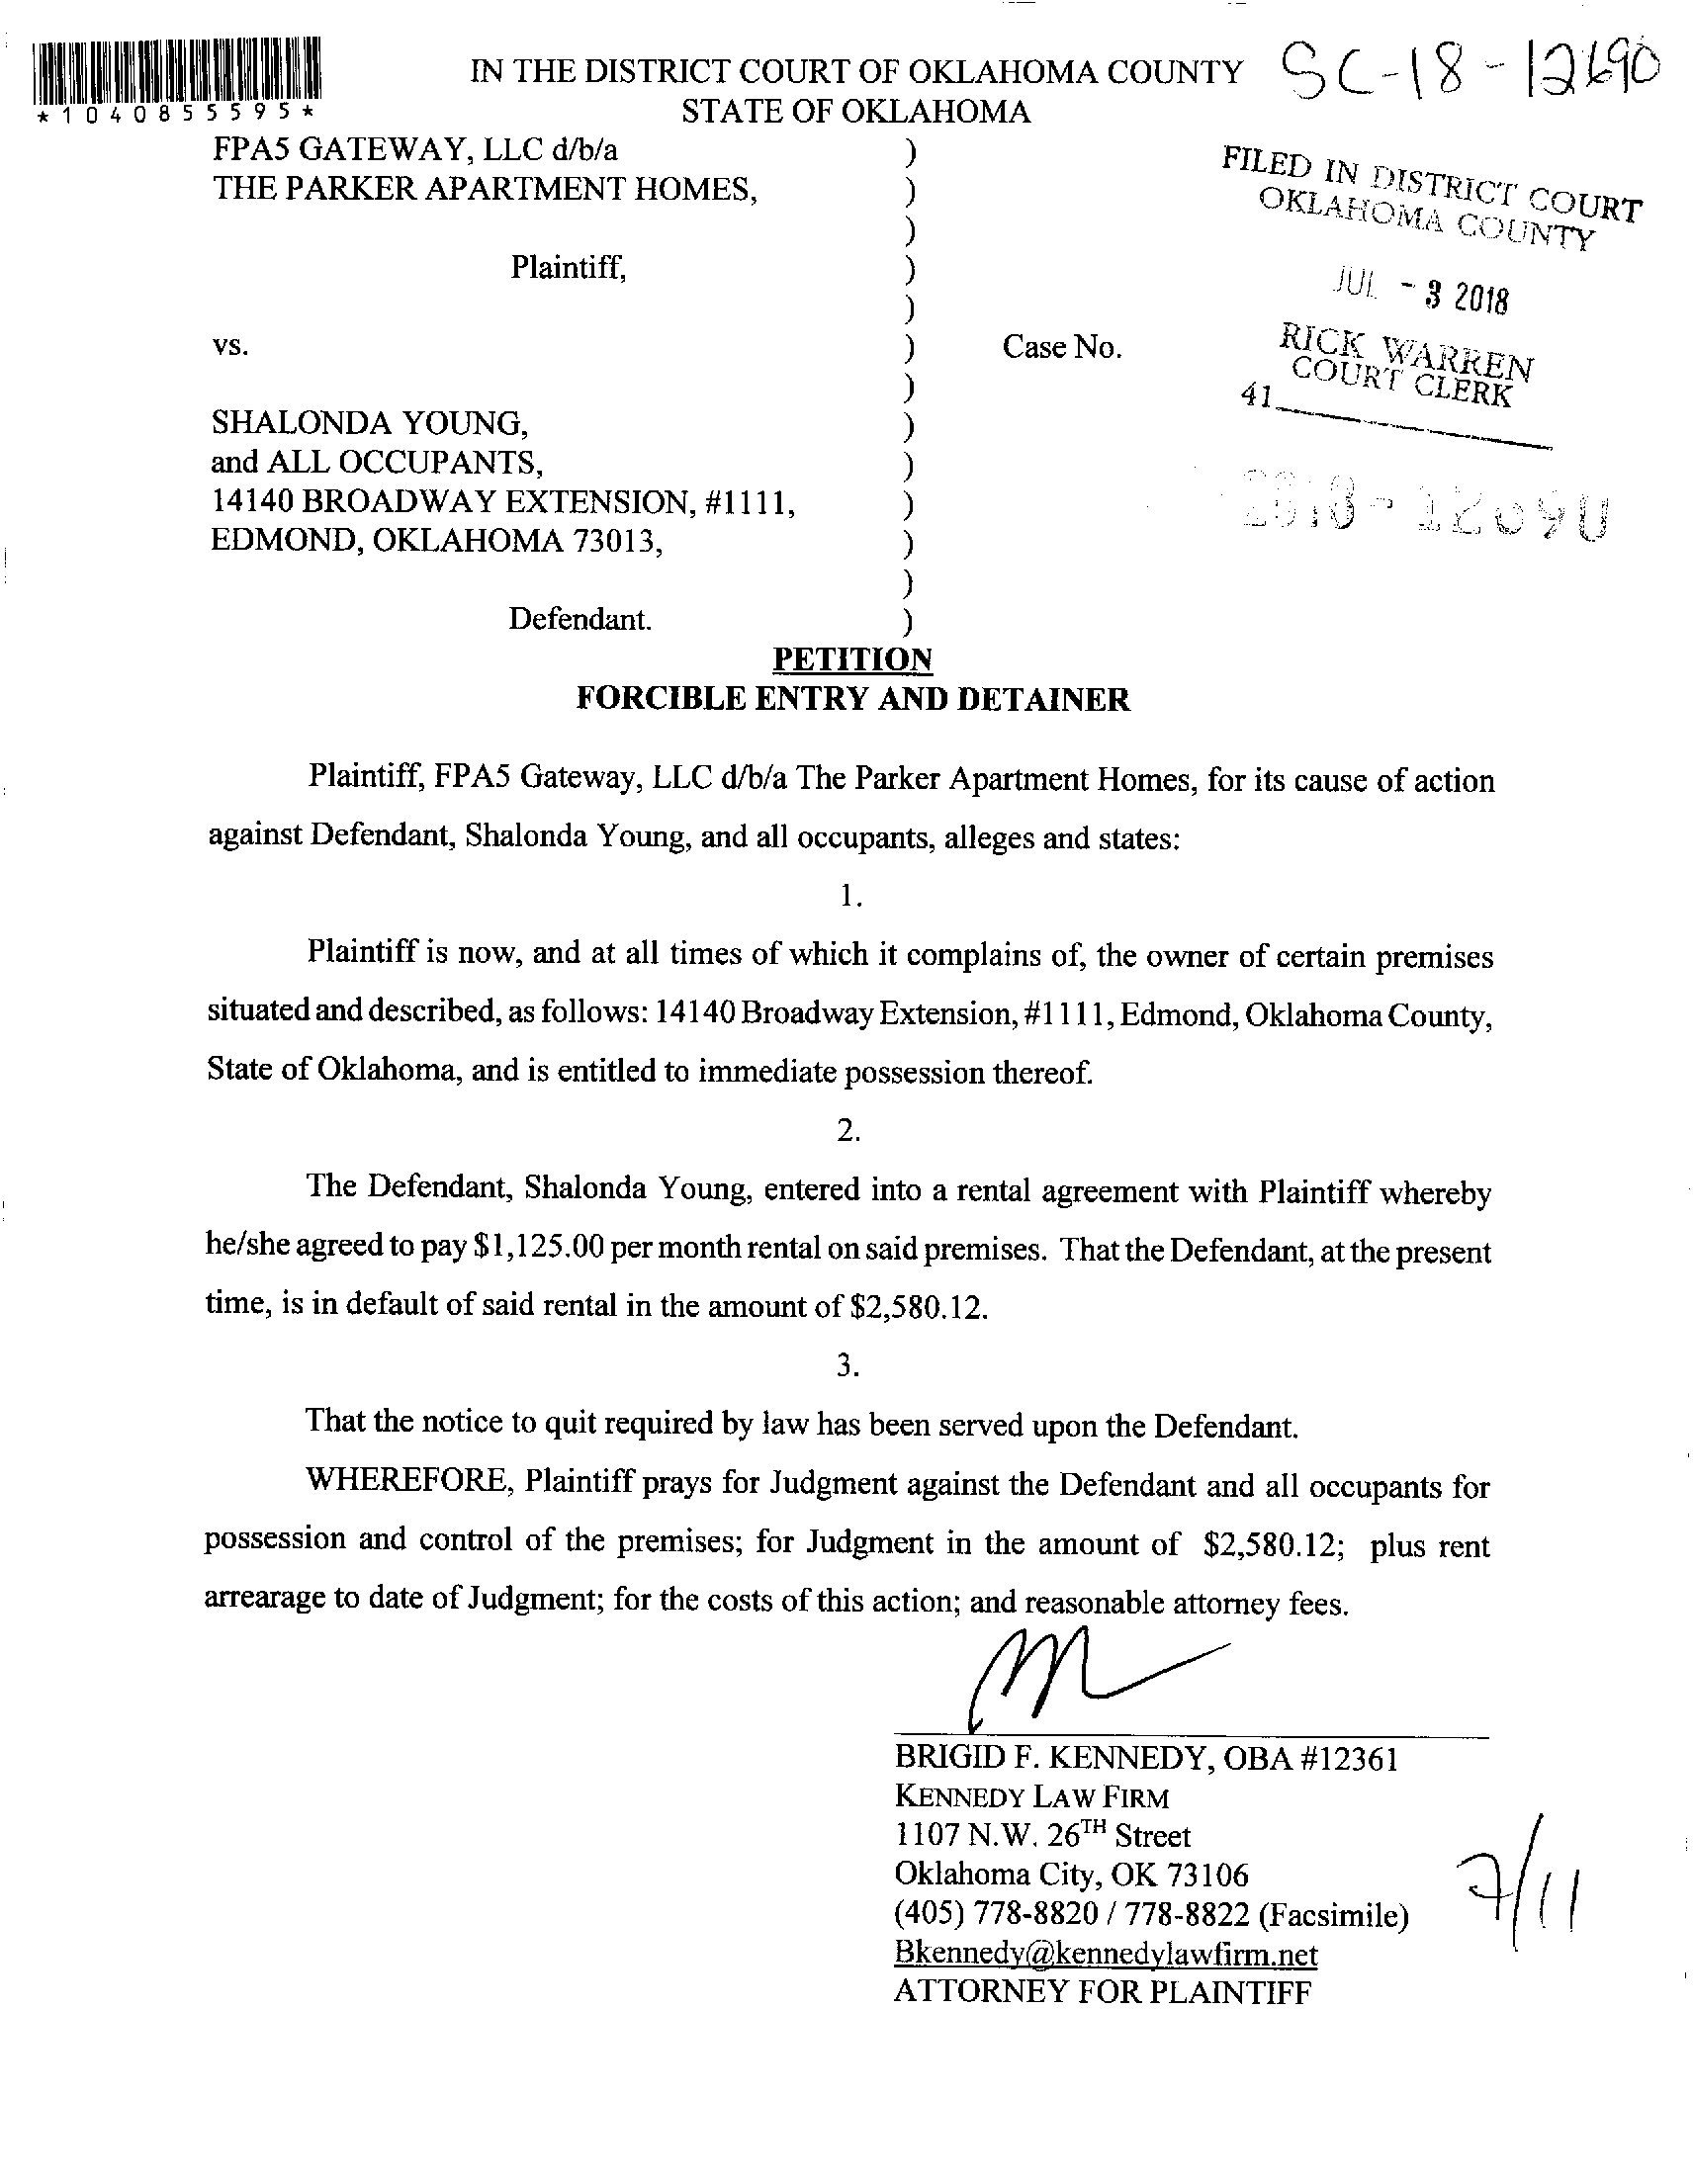 SC-18-12690
*1040855595*
IN THE DISTRICT COURT OF OKLAHOMA COUNTY
STATE OF OKLAHOMA
FPA5 GATEWAY, LLC d/b/a )
THE PARKER APARTMENT HOMES, )
)
Plaintiff, )
)
vs. ) Case No.
)
SHALONDA YOUNG, )
and ALL OCCUPANTS, )
14140 BROADWAY EXTENSION, #1111, )
EDMOND, OKLAHOMA 73013, )
)
Defendant. )
FILED IN DISTRICT COURT
OKLAHOMA COUNTY
JUL - 3 2018
RICK WARREN
COURT CLERK
41
PETITION
FORCIBLE ENTRY AND DETAINER
Plaintiff, FPA5 Gateway, LLC d/b/a The Parker Apartment Homes, for its cause of action
against Defendant, Shalonda Young, and all occupants, alleges and states:
1.
Plaintiff is now, and at all times of which it complains of, the owner of certain premises
situated and described, as follows: 14140 Broadway Extension, #1111, Edmond, Oklahoma County,
State of Oklahoma, and is entitled to immediate possession thereof.
2.
The Defendant, Shalonda Young, entered into a rental agreement with Plaintiff whereby
he/she agreed to pay $1,125.00 per month rental on said premises. That the Defendant, at the present
time, is in default of said rental in the amount of $2,580.12.
3.
That the notice to quit required by law has been served upon the Defendant.
WHEREFORE, Plaintiff prays for Judgment against the Defendant and all occupants for
possession and control of the premises; for Judgment in the amount of $2,580.12; plus rent
arrearage to date of Judgment; for the costs of this action; and reasonable attorney fees.
BRIGID F. KENNEDY, OBA #12361
KENNEDY LAW FIRM
1107 N.W. 26TH Street
Oklahoma City, OK 73106
(405) 778-8820 / 778-8822 (Facsimile)
Bkennedy@kennedylawfirm.net
ATTORNEY FOR PLAINTIFF
7/11